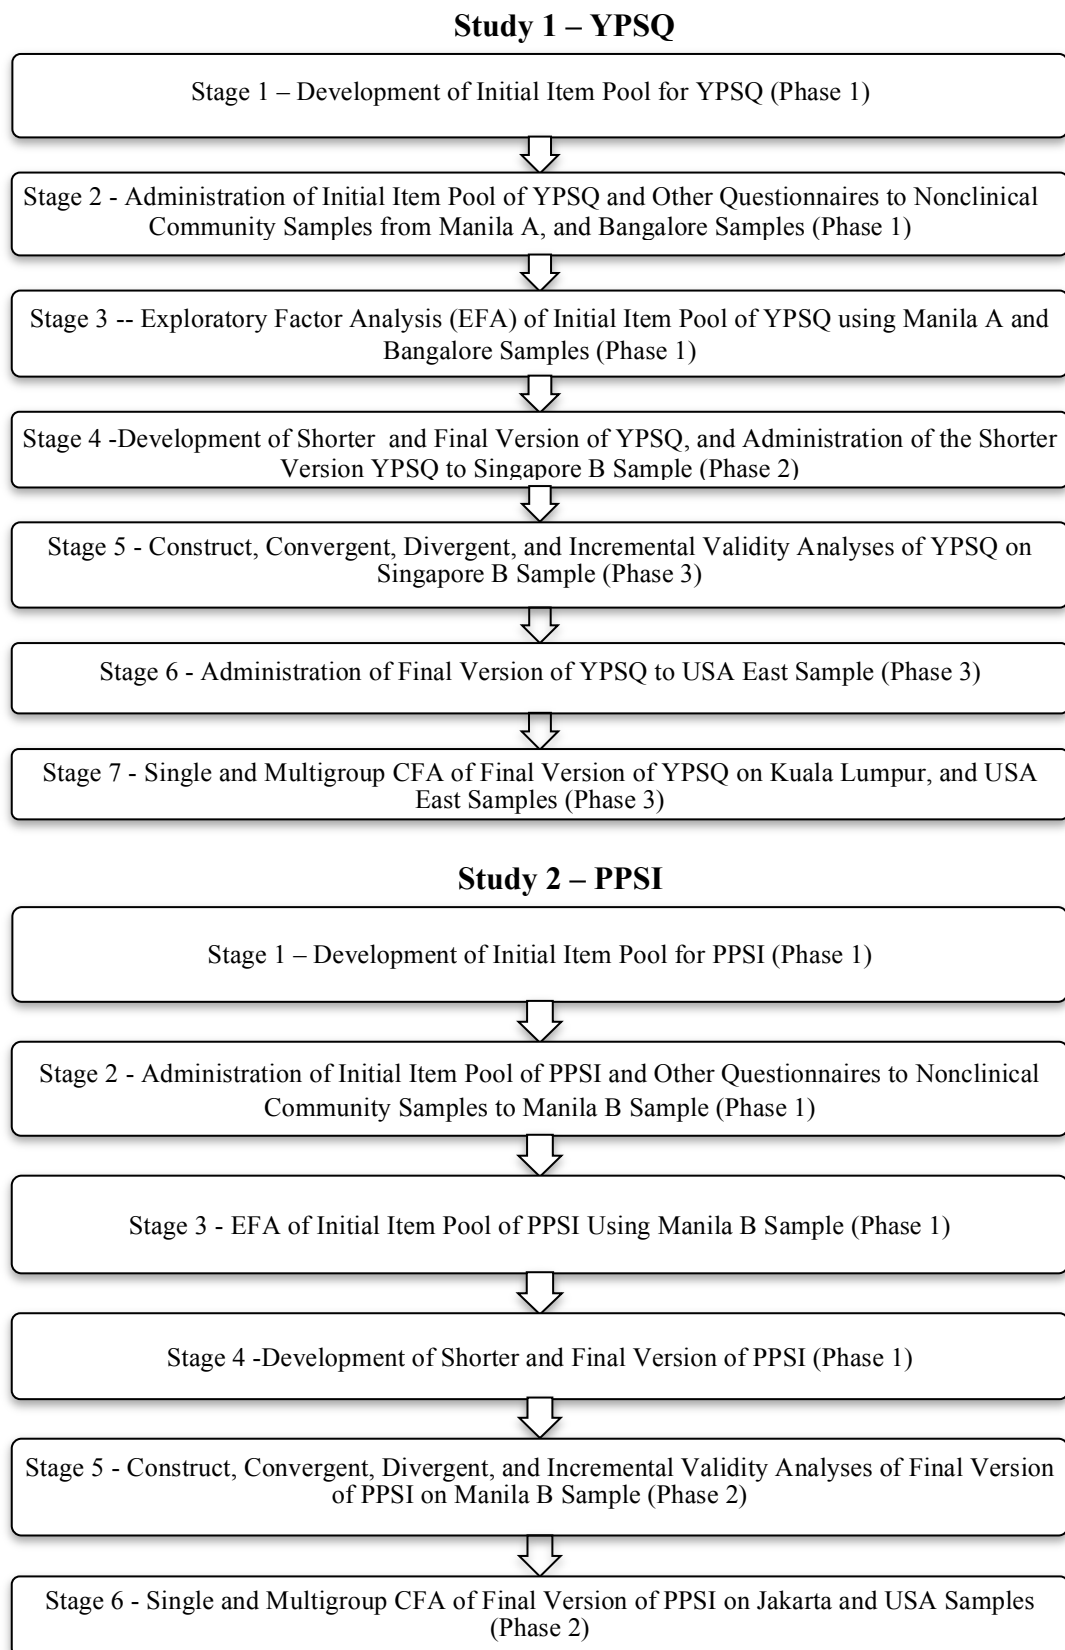 Study 1 – YPSQ
Stage 1 – Development of Initial Item Pool for YPSQ (Phase 1)
Stage 2 - Administration of Initial Item Pool of YPSQ and Other Questionnaires to Nonclinical
Community Samples from Manila A, and Bangalore Samples (Phase 1)
Stage 3 -- Exploratory Factor Analysis (EFA) of Initial Item Pool of YPSQ using Manila A and
Bangalore Samples (Phase 1)
Stage 4 -Development of Shorter and Final Version of YPSQ, and Administration of the Shorter
Version YPSQ to Singapore B Sample (Phase 2)
Stage 5 - Construct, Convergent, Divergent, and Incremental Validity Analyses of YPSQ on
Singapore B Sample (Phase 3)
Stage 6 - Administration of Final Version of YPSQ to USA East Sample (Phase 3)
Stage 7 - Single and Multigroup CFA of Final Version of YPSQ on Kuala Lumpur, and USA
East Samples (Phase 3)
Study 2 – PPSI
Stage 1 – Development of Initial Item Pool for PPSI (Phase 1)
Stage 2 - Administration of Initial Item Pool of PPSI and Other Questionnaires to Nonclinical
Community Samples to Manila B Sample (Phase 1)
Stage 3 - EFA of Initial Item Pool of PPSI Using Manila B Sample (Phase 1)
Stage 4 -Development of Shorter and Final Version of PPSI (Phase 1)
Stage 5 - Construct, Convergent, Divergent, and Incremental Validity Analyses of Final Version
of PPSI on Manila B Sample (Phase 2)
Stage 6 - Single and Multigroup CFA of Final Version of PPSI on Jakarta and USA Samples
(Phase 2)